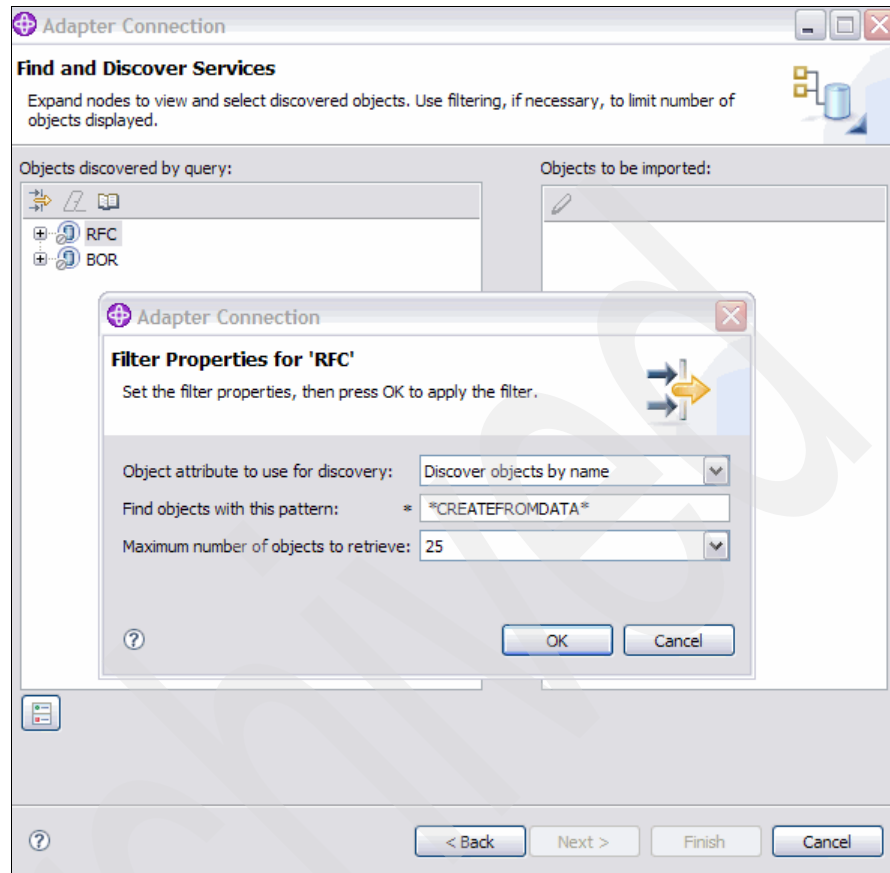 Adapter Connection
Find and Discover Services
Expand nodes to view and select discovered objects. Use filtering, if necessary, to limit number of
objects displayed.
Objects discovered by query:
Objects to be imported:
RFC
BOR
Adapter Connection
Filter Properties for 'RFC'
Set the filter properties, then press OK to apply the filter.
Object attribute to use for discovery: Discover objects by name
Find objects with this pattern: * *CREATEFROMDATA*
Maximum number of objects to retrieve: 25
OK Cancel
< Back Next > Finish Cancel